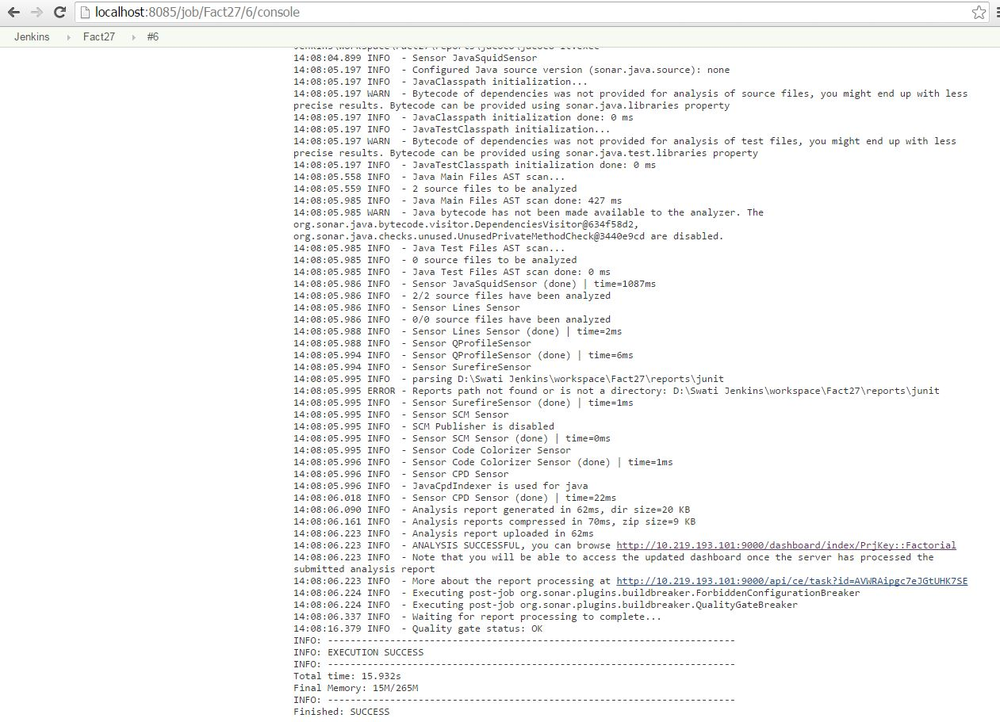 localhost:8085/job/Fact27/6/console
Jenkins Fact27 #6
Jenkins\workspace\Fact27\reports\jacoco\jacoco-it.exec
14:08:04.899 INFO  - Sensor JavaSquidSensor
14:08:05.197 INFO  - Configured Java source version (sonar.java.source): none
14:08:05.197 INFO  - JavaClasspath initialization...
14:08:05.197 WARN  - Bytecode of dependencies was not provided for analysis of source files, you might end up with less
precise results. Bytecode can be provided using sonar.java.libraries property
14:08:05.197 INFO  - JavaClasspath initialization done: 0 ms
14:08:05.197 INFO  - JavaTestClasspath initialization...
14:08:05.197 WARN  - Bytecode of dependencies was not provided for analysis of test files, you might end up with less
precise results. Bytecode can be provided using sonar.java.test.libraries property
14:08:05.197 INFO  - JavaTestClasspath initialization done: 0 ms
14:08:05.558 INFO  - Java Main Files AST scan...
14:08:05.559 INFO  - 2 source files to be analyzed
14:08:05.985 INFO  - Java Main Files AST scan done: 427 ms
14:08:05.985 WARN  - Java bytecode has not been made available to the analyzer. The
org.sonar.java.bytecode.visitor.DependenciesVisitor@634f58d2,
org.sonar.java.checks.unused.UnusedPrivateMethodCheck@3440e9cd are disabled.
14:08:05.985 INFO  - Java Test Files AST scan...
14:08:05.985 INFO  - 0 source files to be analyzed
14:08:05.985 INFO  - Java Test Files AST scan done: 0 ms
14:08:05.986 INFO  - Sensor JavaSquidSensor (done) | time=1087ms
14:08:05.986 INFO  - 2/2 source files have been analyzed
14:08:05.986 INFO  - Sensor Lines Sensor
14:08:05.986 INFO  - 0/0 source files have been analyzed
14:08:05.988 INFO  - Sensor Lines Sensor (done) | time=2ms
14:08:05.988 INFO  - Sensor QProfileSensor
14:08:05.994 INFO  - Sensor QProfileSensor (done) | time=6ms
14:08:05.994 INFO  - Sensor SurefireSensor
14:08:05.995 INFO  - parsing D:\Swati Jenkins\workspace\Fact27\reports\junit
14:08:05.995 ERROR - Reports path not found or is not a directory: D:\Swati Jenkins\workspace\Fact27\reports\junit
14:08:05.995 INFO  - Sensor SurefireSensor (done) | time=1ms
14:08:05.995 INFO  - Sensor SCM Sensor
14:08:05.995 INFO  - SCM Publisher is disabled
14:08:05.995 INFO  - Sensor SCM Sensor (done) | time=0ms
14:08:05.995 INFO  - Sensor Code Colorizer Sensor
14:08:05.996 INFO  - Sensor Code Colorizer Sensor (done) | time=1ms
14:08:05.996 INFO  - Sensor CPD Sensor
14:08:05.996 INFO  - JavaCpdIndexer is used for java
14:08:06.018 INFO  - Sensor CPD Sensor (done) | time=22ms
14:08:06.090 INFO  - Analysis report generated in 62ms, dir size=20 KB
14:08:06.161 INFO  - Analysis reports compressed in 70ms, zip size=9 KB
14:08:06.223 INFO  - Analysis report uploaded in 62ms
14:08:06.223 INFO  - ANALYSIS SUCCESSFUL, you can browse http://10.219.193.101:9000/dashboard/index/PrjKey::Factorial
14:08:06.223 INFO  - Note that you will be able to access the updated dashboard once the server has processed the
submitted analysis report
14:08:06.223 INFO  - More about the report processing at http://10.219.193.101:9000/api/ce/task?id=AVWRAipgc7eJGtUHK7SE
14:08:06.224 INFO  - Executing post-job org.sonar.plugins.buildbreaker.ForbiddenConfigurationBreaker
14:08:06.224 INFO  - Executing post-job org.sonar.plugins.buildbreaker.QualityGateBreaker
14:08:06.337 INFO  - Waiting for report processing to complete...
14:08:16.379 INFO  - Quality gate status: OK
INFO: ------------------------------------------------------------------------
INFO: EXECUTION SUCCESS
INFO: ------------------------------------------------------------------------
Total time: 15.932s
Final Memory: 15M/265M
INFO: ------------------------------------------------------------------------
Finished: SUCCESS